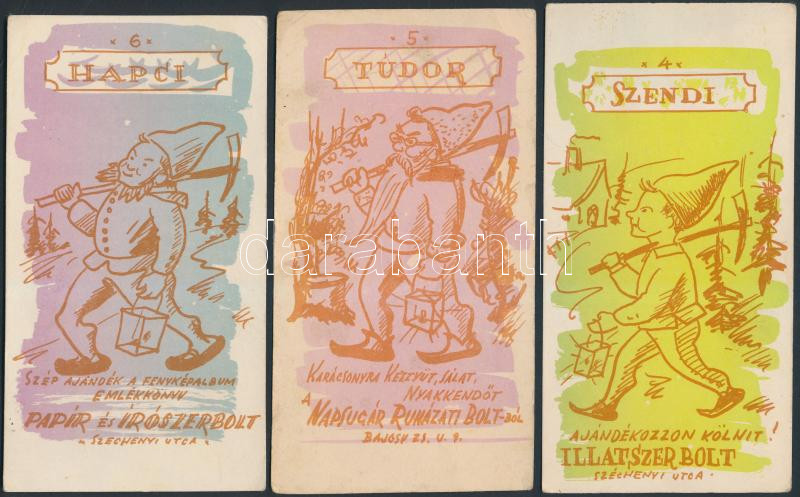 6
HAPCI
SZÉP AJÁNDÉK A FÉNYKÉPALBUM
EMLÉKKÖNYV
PAPÍR ÉS ÍRÓSZERBOLT
SZÉCHENYI UTCA
5
TUDOR
KARÁCSONYRA KESZTYŰT, SÁLAT,
NYAKKENDŐT
A NAPSUGÁR RUHÁZATI BOLT-BÓL
BAJCSY ZS. U. 9.
4
SZENDI
AJÁNDÉKOZZON KÖLNIT!
ILLATSZERBOLT
SZÉCHENYI UTCA.
darabanth